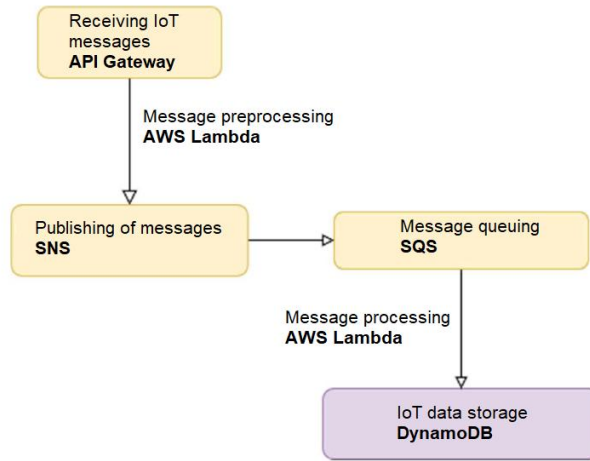 Receiving IoT
messages
API Gateway
Message preprocessing
AWS Lambda
Publishing of messages
SNS
Message queuing
SQS
Message processing
AWS Lambda
IoT data storage
DynamoDB